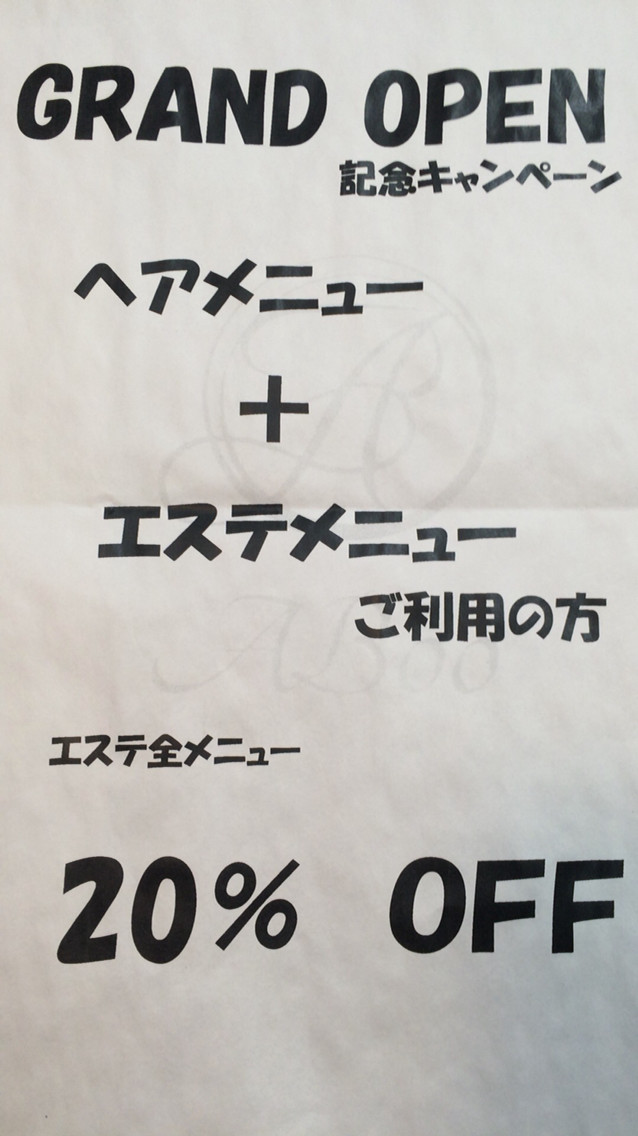 GRAND OPEN
記念キャンペーン
ヘアメニュー
+
エステメニュー
ご利用の方
エステ全メニュー
20% OFF